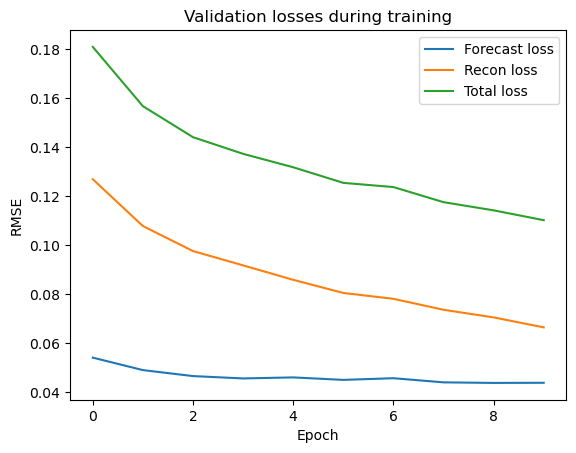 Validation losses during training
Forecast loss
Recon loss
Total loss
0.18
0.16
0.14
0.12
0.10
0.08
0.06
0.04
RMSE
0 2 4 6 8
Epoch